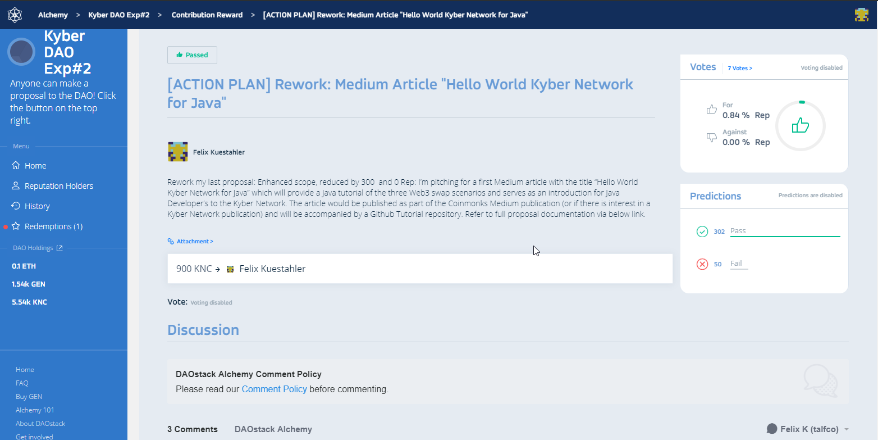 Alchemy > Kyber DAO Exp#2 > Contribution Reward > [ACTION PLAN] Rework: Medium Article "Hello World Kyber Network for Java"
Kyber
DAO
Exp#2
Anyone can make a
proposal to the DAO! Click
the button on the top
right.
Menu
Home
Reputation Holders
History
Redemptions (1)
DAO Holdings
0.1 ETH
1.54k GEN
5.54k KNC
Home
FAQ
Buy GEN
Alchemy 101
About DAOstack
Get involved
Passed
[ACTION PLAN] Rework: Medium Article "Hello World Kyber Network
for Java"
Felix Kuestahler
Rework my last proposal: Enhanced scope, reduced by 300 and 0 Rep: I'm pitching for a first Medium article with the title "Hello World
Kyber Network for Java" which will provide a Java tutorial of the three Web3 swap scenarios and serves as an introduction for Java
Developer's to the Kyber Network. The article would be published as part of the Coinmonks Medium publication (or if there is interest in a
Kyber Network publication) and will be accompanied by a Github Tutorial repository. Refer to full proposal documentation via below link.
Attachment >
900 KNC → Felix Kuestahler
Vote: Voting disabled
Discussion
DAOstack Alchemy Comment Policy
Please read our Comment Policy before commenting.
3 Comments DAOstack Alchemy Felix K (talfco)
Votes 7 Votes > Voting disabled
For
0.84 % Rep
Against
0.00 % Rep
Predictions Predictions are disabled
302 Pass
50 Fail